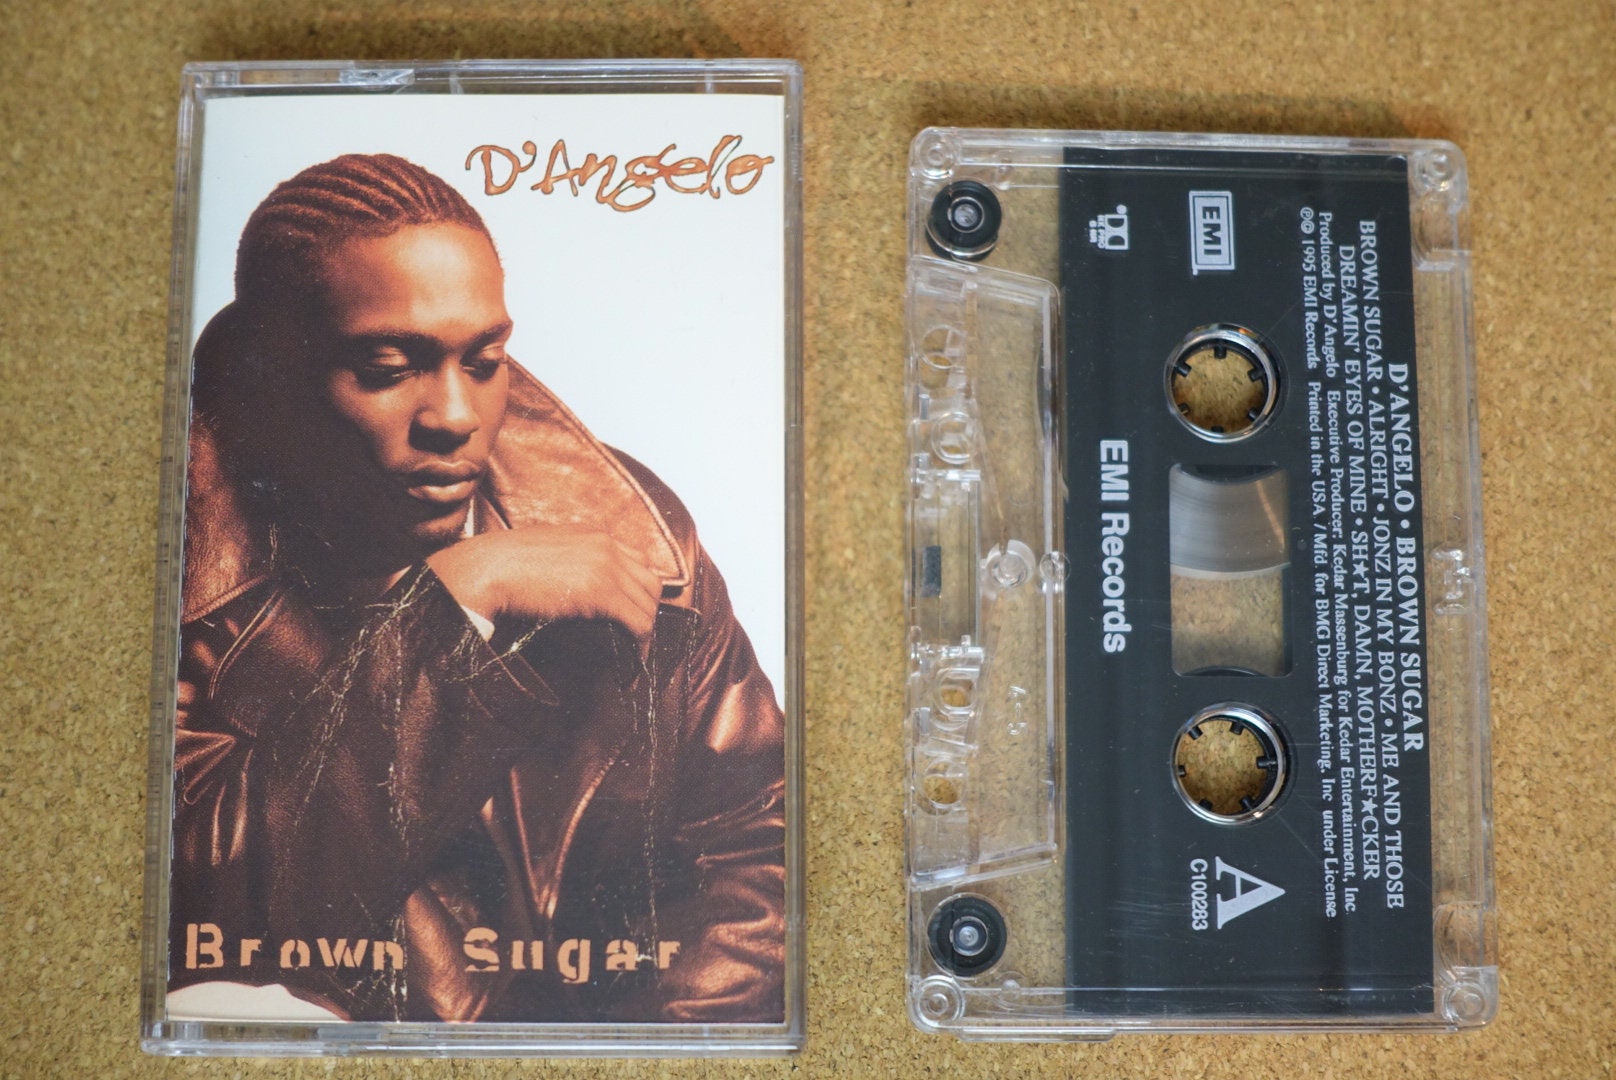 D'Angelo
Brown Sugar
D'ANGELO • BROWN SUGAR
BROWN SUGAR • ALRIGHT • JONZ IN MY BONZ • ME AND THOSE
DREAMIN' EYES OF MINE • SH★T, DAMN, MOTHERF★CKER
Produced by D'Angelo Executive Producer: Kedar Massenburg for Kedar Entertainment, Inc
℗© 1995 EMI Records Printed in the USA / Mfd. for BMG Direct Marketing, Inc under License
EMI
A
C100283
EMI Records
HX PRO